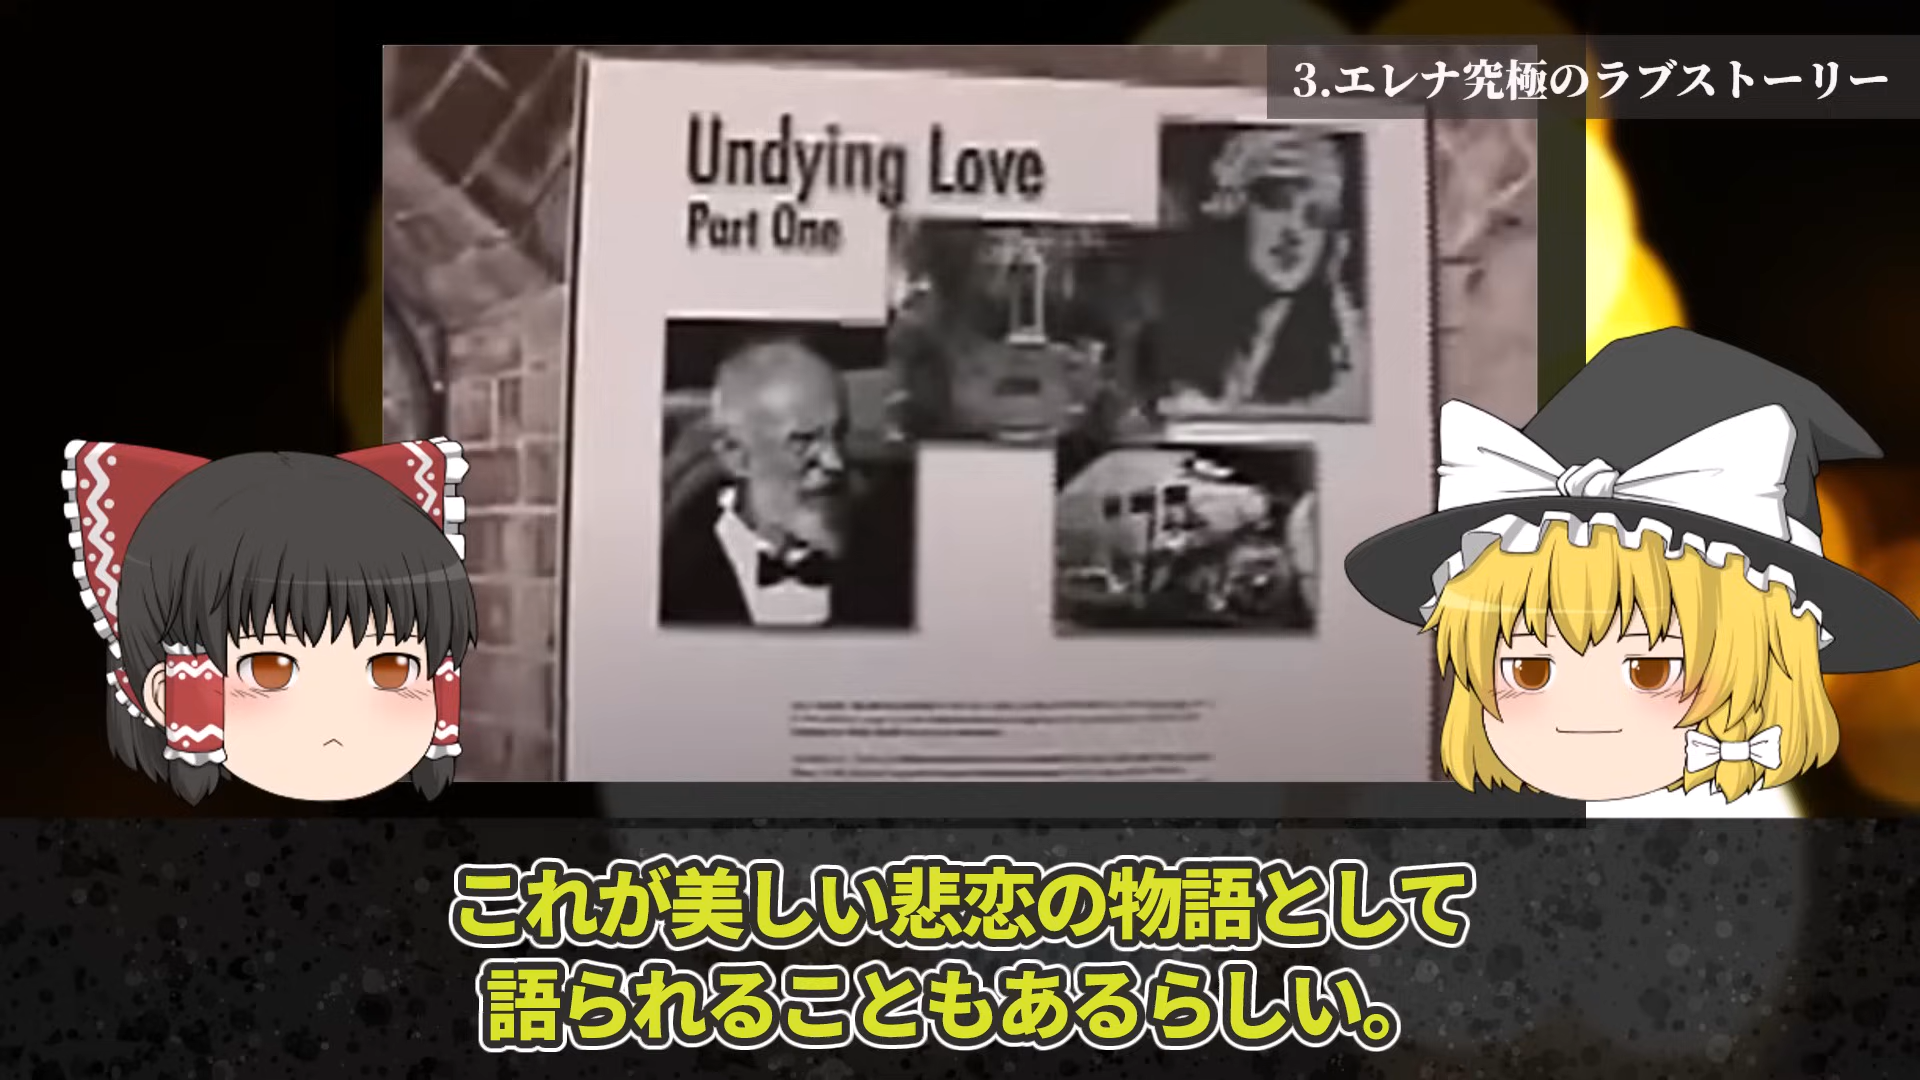 3.エレナ究極のラブストーリー
Undying Love
Part One
これが美しい悲恋の物語として
語られることもあるらしい。